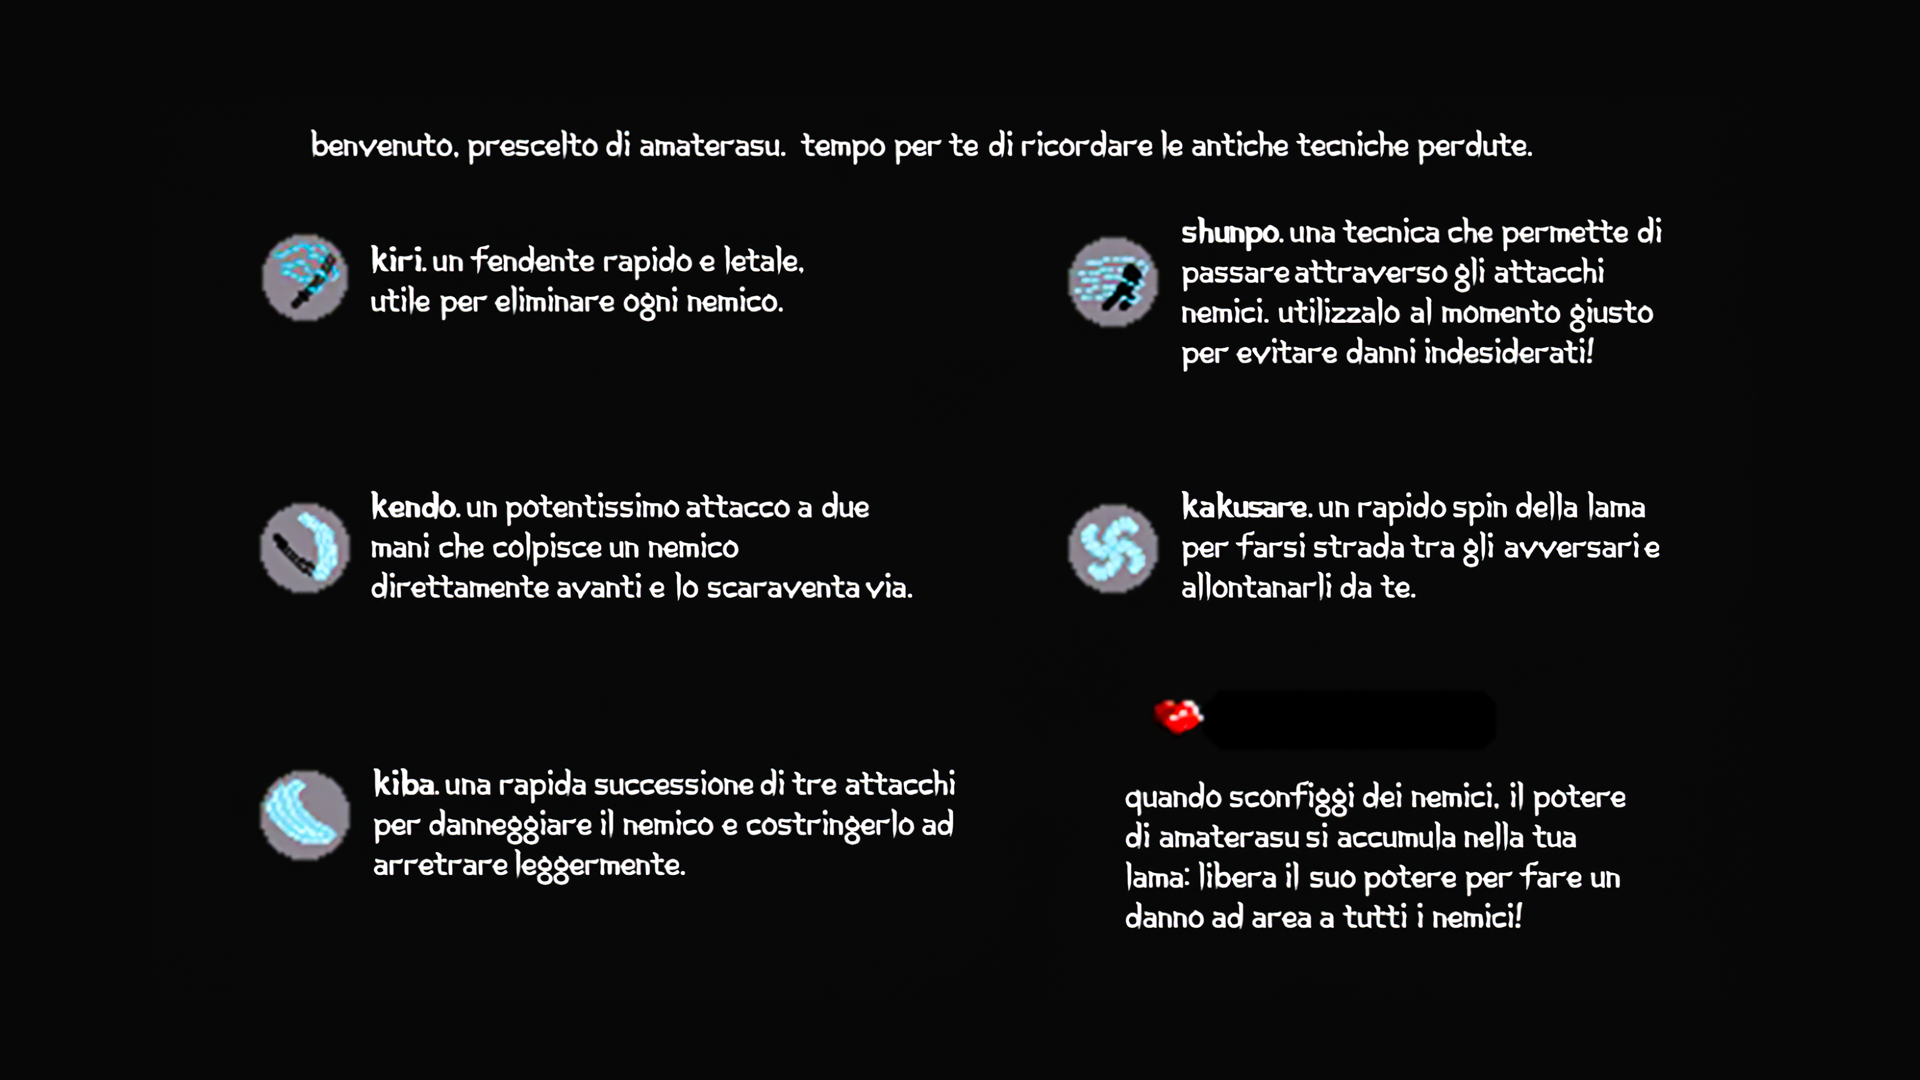 benvenuto, prescelto di amaterasu.  tempo per te di ricordare le antiche tecniche perdute.
kiri. un fendente rapido e letale,
utile per eliminare ogni nemico.
shunpo. una tecnica che permette di
passare attraverso gli attacchi
nemici. utilizzalo al momento giusto
per evitare danni indesiderati!
kendo. un potentissimo attacco a due
mani che colpisce un nemico
direttamente avanti e lo scaraventa via.
kakusare. un rapido spin della lama
per farsi strada tra gli avversari e
allontanarli da te.
kiba. una rapida successione di tre attacchi
per danneggiare il nemico e costringerlo ad
arretrare leggermente.
quando sconfiggi dei nemici, il potere
di amaterasu si accumula nella tua
lama: libera il suo potere per fare un
danno ad area a tutti i nemici!